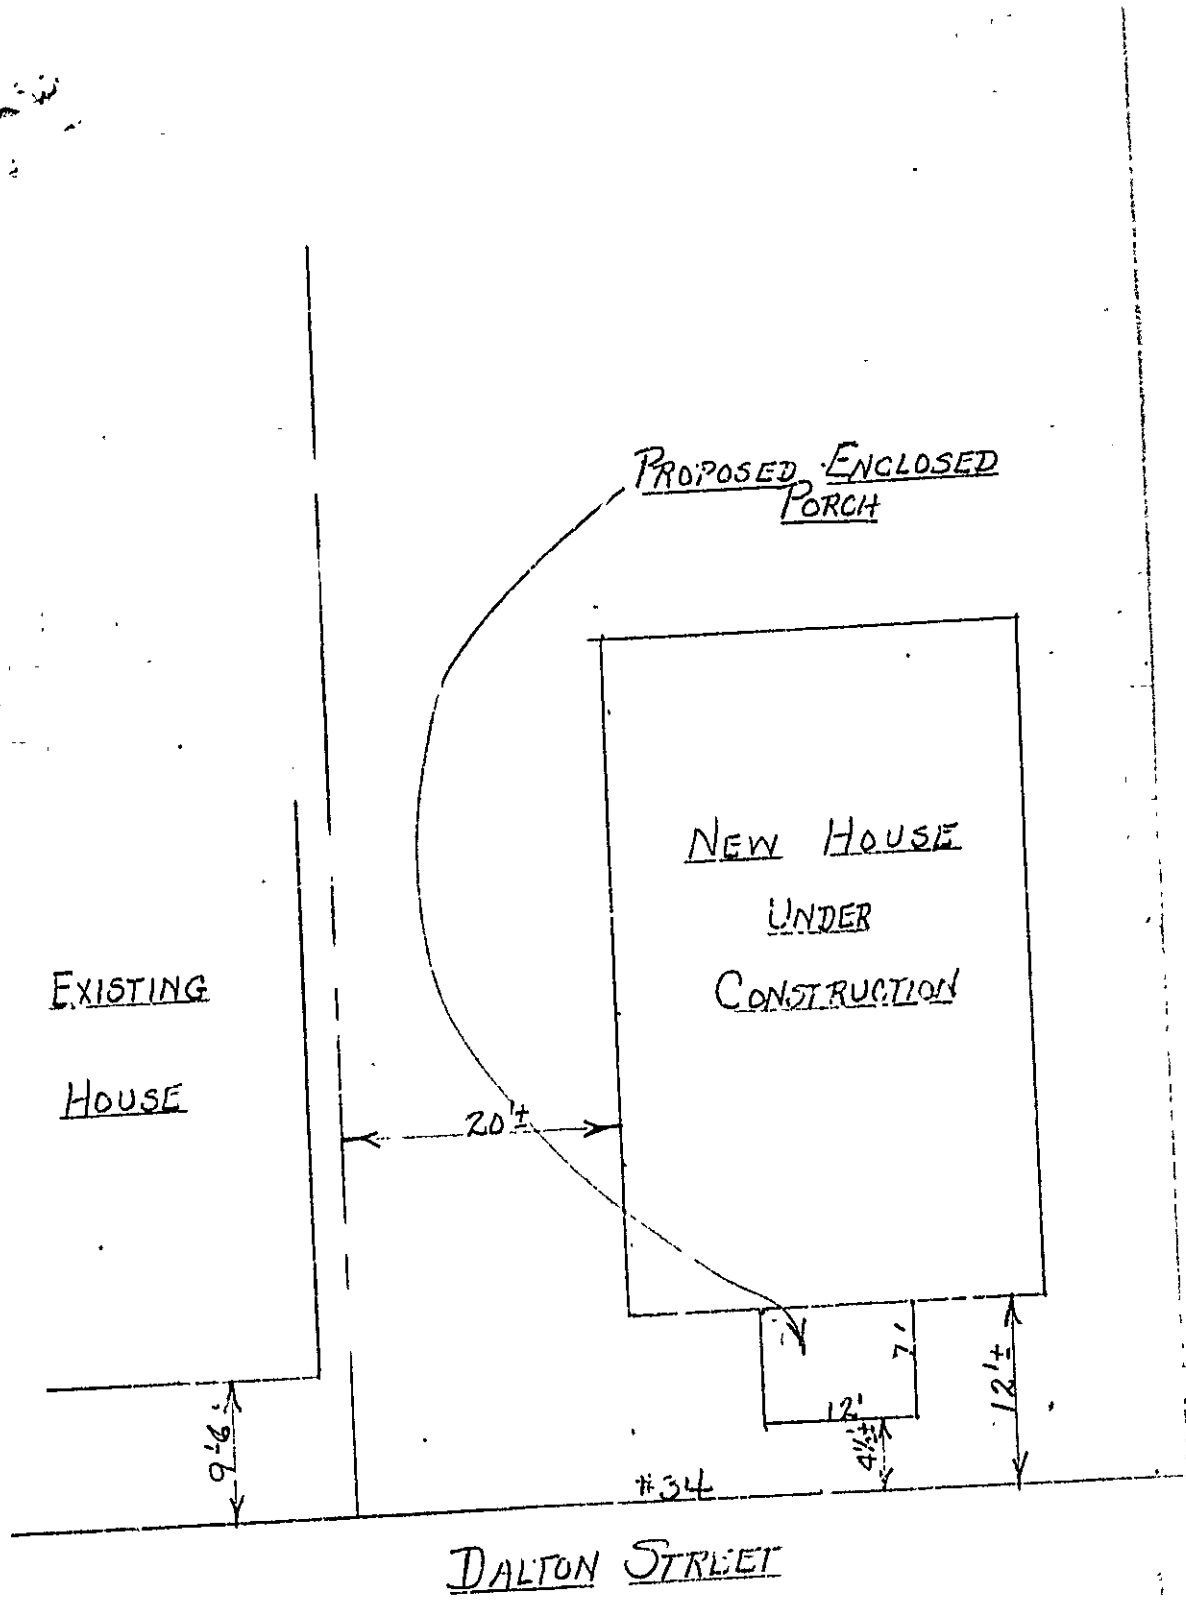 PROPOSED ENCLOSED
PORCH
NEW HOUSE
UNDER
CONSTRUCTION
EXISTING
HOUSE
20'±
7'
12'±
12'
4½'±
9'-6"
#34
DALTON STREET